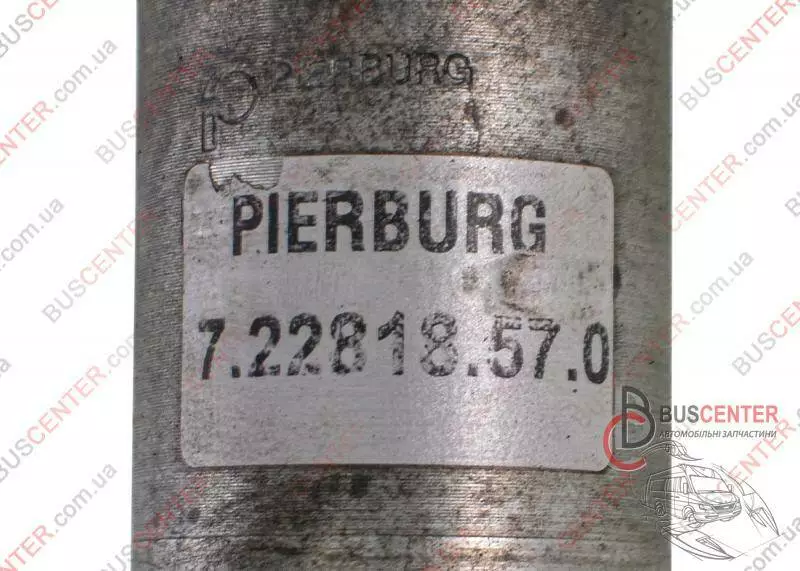 PIERBURG
PIERBURG
7.22818.57.0
BUSCENTER
АВТОМОБІЛЬНІ ЗАПЧАСТИНИ
BUSCENTER.com.ua